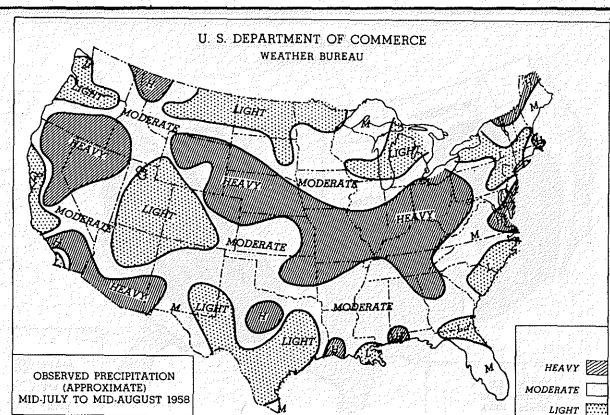 U. S. DEPARTMENT OF COMMERCE
WEATHER BUREAU
H
LIGHT
LIGHT
M
M
MODERATE
LIGHT
HEAVY
HEAVY
MODERATE
HEAVY
LIGHT
MODERATE
MODERATE
M
H
HEAVY
M
LIGHT
H
LIGHT
MODERATE
H
M
M
OBSERVED PRECIPITATION
(APPROXIMATE)
MID-JULY TO MID-AUGUST 1958
HEAVY
MODERATE
LIGHT